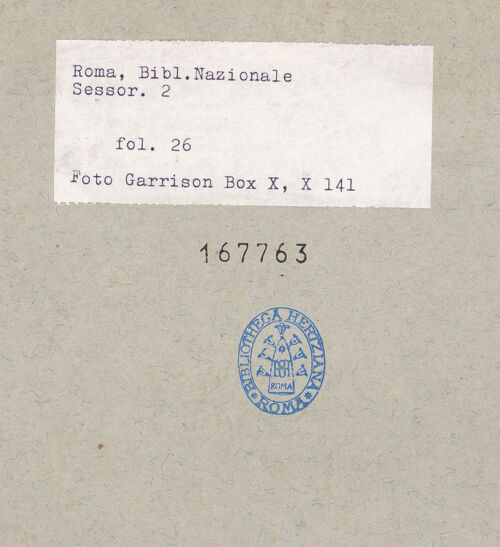 Roma, Bibl.Nazionale
Sessor. 2
fol. 26
Foto Garrison Box X, X 141
167763
BIBLIOTHECA HERTZIANA
ROMA
ROMA